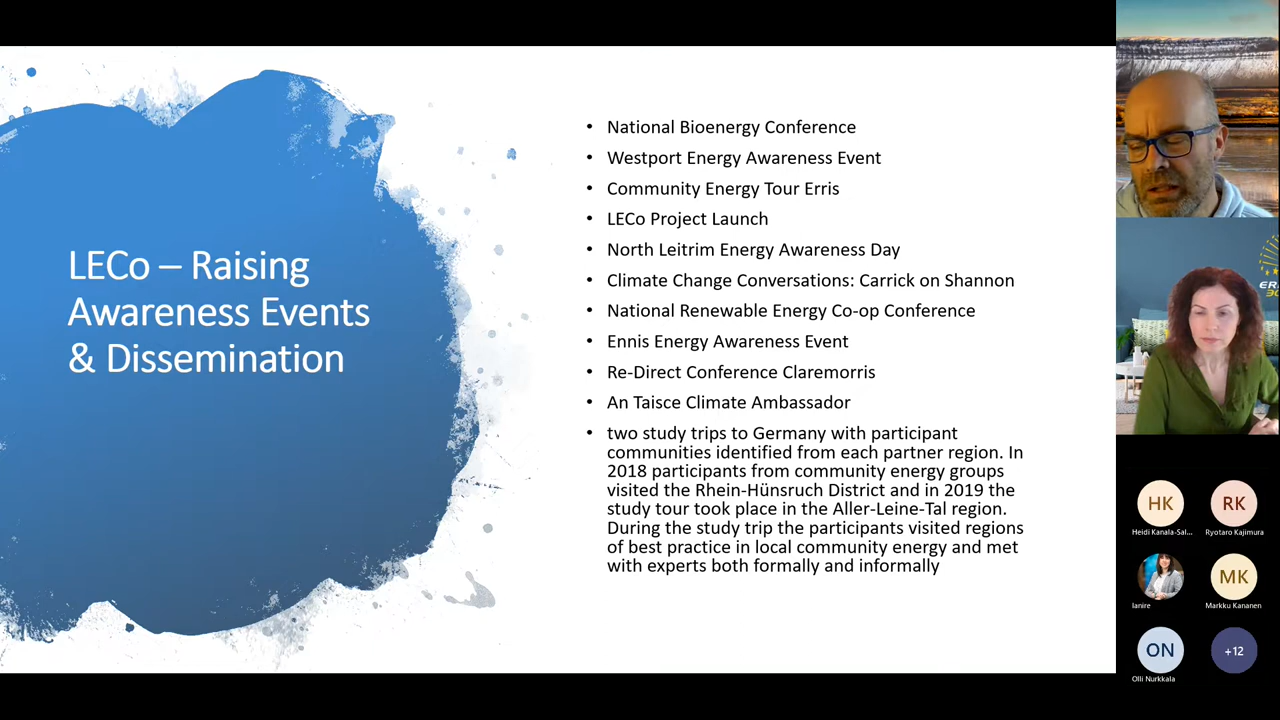 LECo – Raising
Awareness Events
& Dissemination
• National Bioenergy Conference
• Westport Energy Awareness Event
• Community Energy Tour Erris
• LECo Project Launch
• North Leitrim Energy Awareness Day
• Climate Change Conversations: Carrick on Shannon
• National Renewable Energy Co-op Conference
• Ennis Energy Awareness Event
• Re-Direct Conference Claremorris
• An Taisce Climate Ambassador
• two study trips to Germany with participant
communities identified from each partner region. In
2018 participants from community energy groups
visited the Rhein-Hünsruch District and in 2019 the
study tour took place in the Aller-Leine-Tal region.
During the study trip the participants visited regions
of best practice in local community energy and met
with experts both formally and informally
HK
RK
Heidi Kanala-Sal...
Ryotaro Kajimura
MK
Ianire
Markku Kananen
ON
+12
Olli Nurkkala